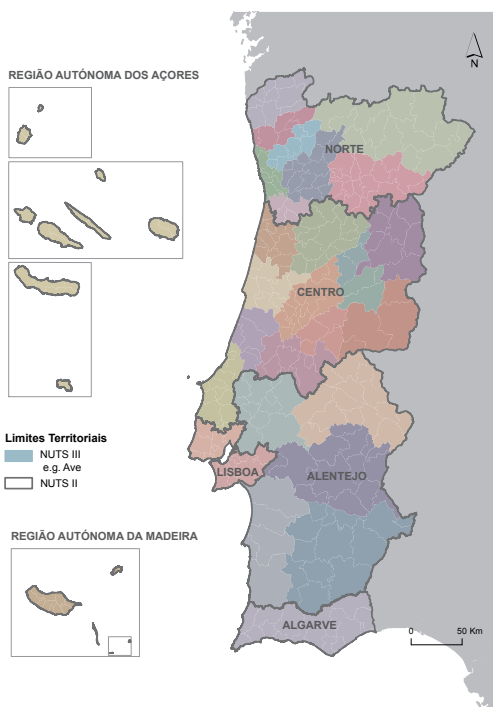 N
REGIÃO AUTÓNOMA DOS AÇORES
NORTE
CENTRO
Limites Territoriais
NUTS III
e.g. Ave
NUTS II
LISBOA
ALENTEJO
REGIÃO AUTÓNOMA DA MADEIRA
ALGARVE
0 50 Km